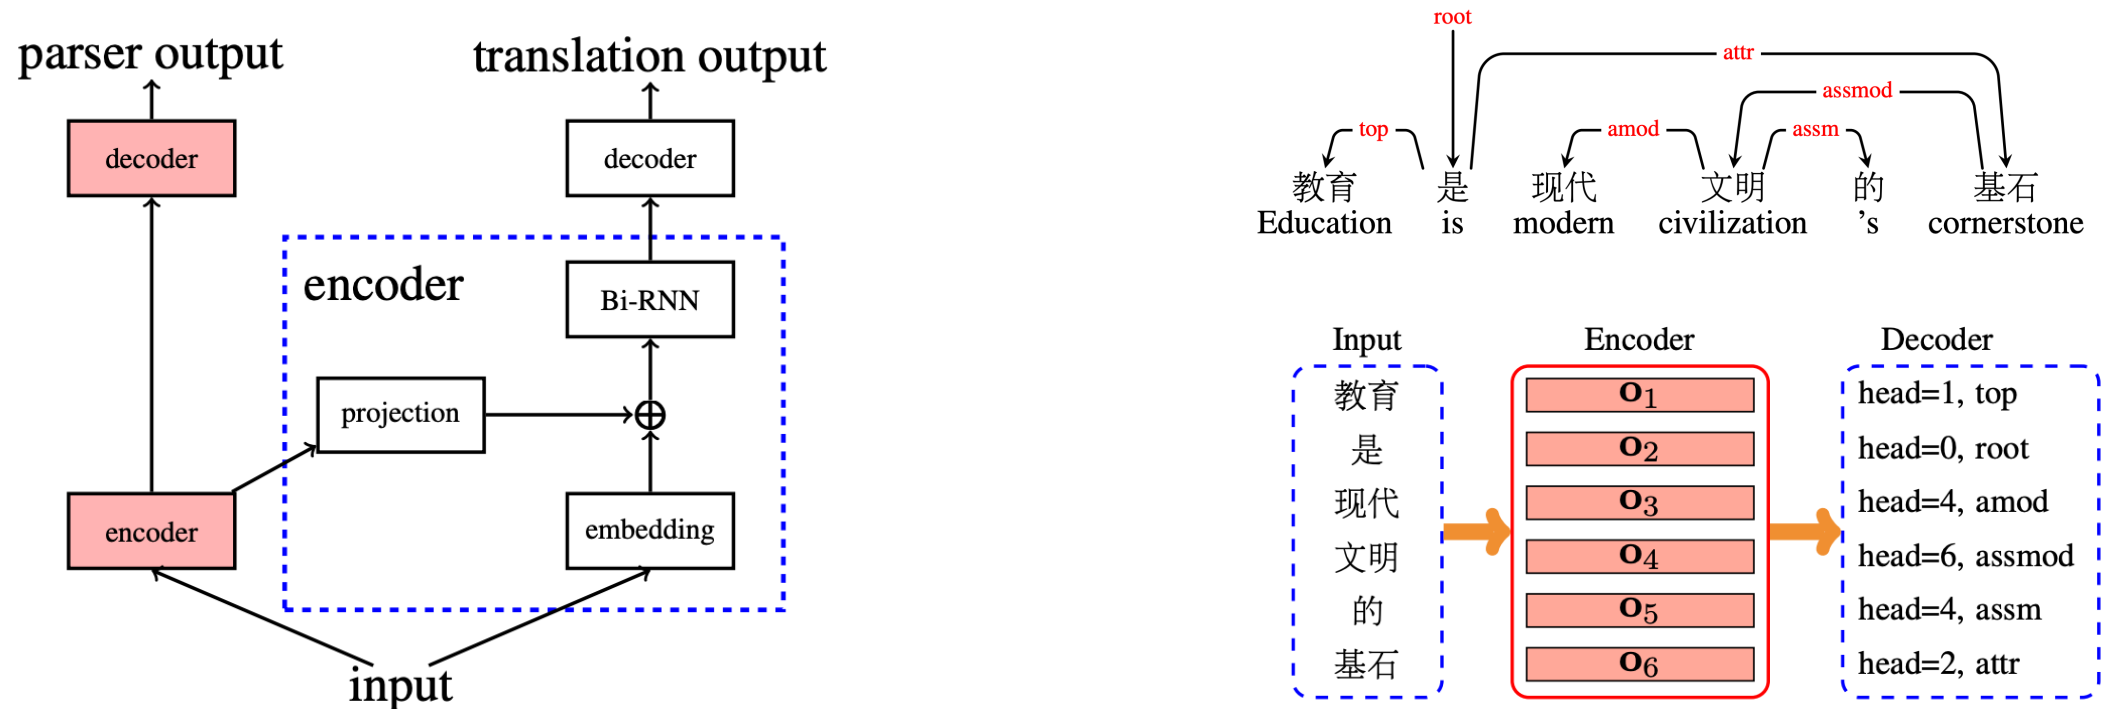 parser output
translation output
decoder
decoder
encoder
Bi-RNN
projection
⊕
encoder
embedding
input
root
attr
assmod
top
amod
assm
教育 是 现代 文明 的 基石
Education is modern civilization 's cornerstone
Input Encoder Decoder
教育 o1 head=1, top
是 o2 head=0, root
现代 o3 head=4, amod
文明 o4 head=6, assmod
的 o5 head=4, assm
基石 o6 head=2, attr